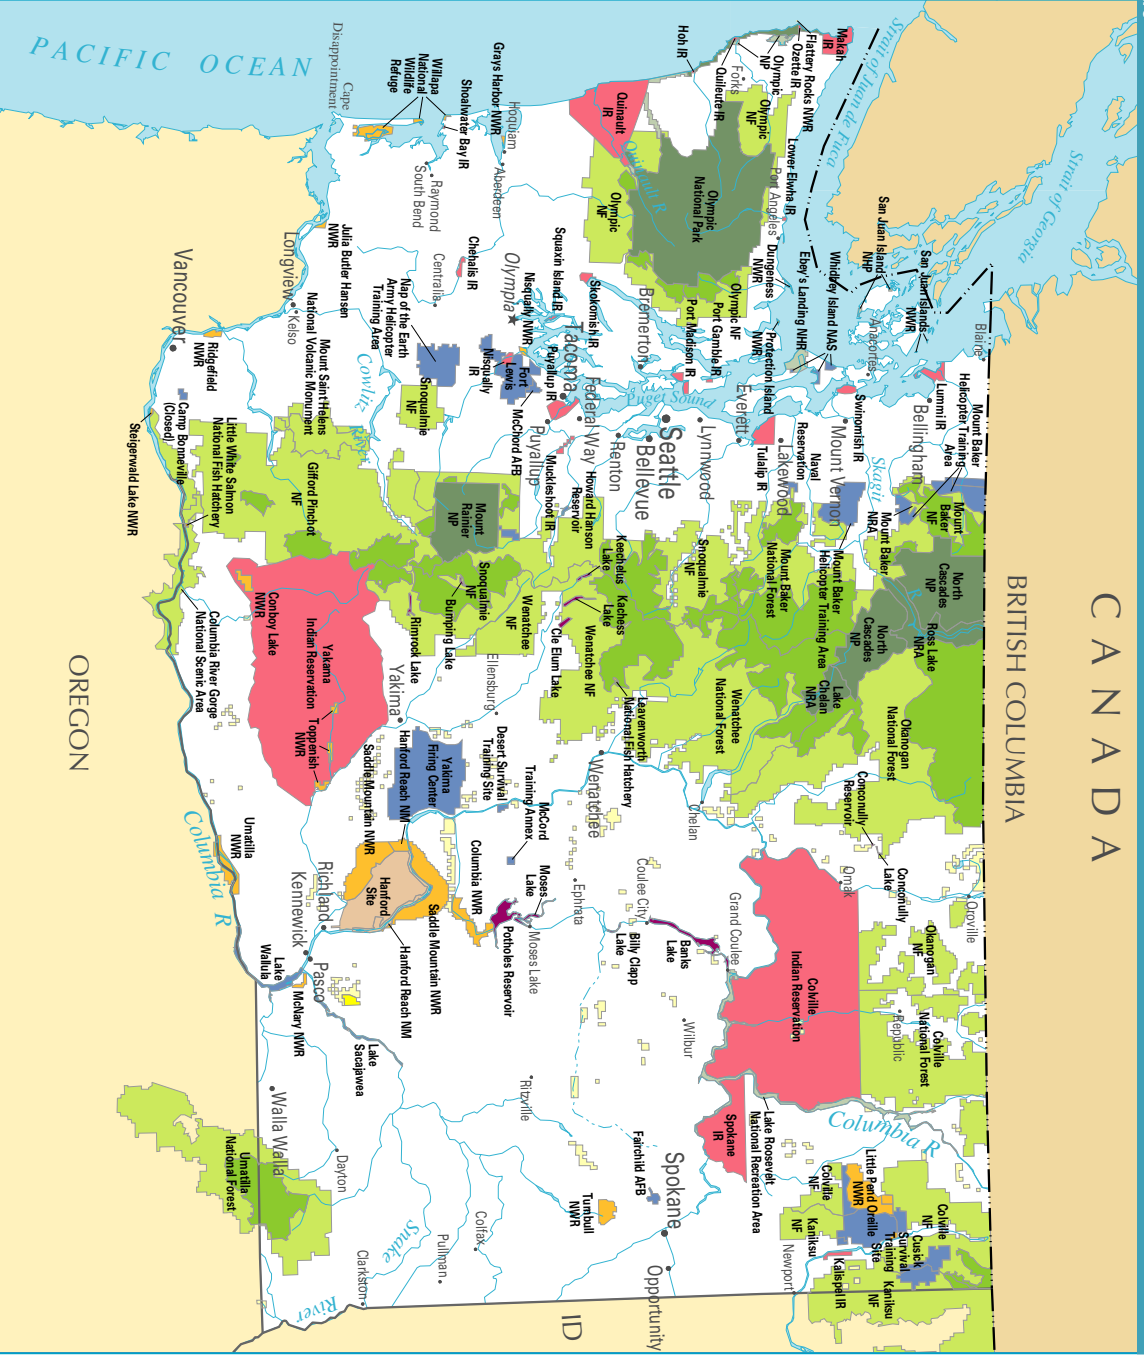 CANADA
BRITISH COLUMBIA
PACIFIC OCEAN
OREGON
ID
Strait of Juan de Fuca
Strait of Georgia
Makah
IR
Flattery Rocks NWR
Ozette IR
Olympic
NP
Forks
Quileute IR
Hoh IR
Olympic
NF
Lower Elwha IR
Port Angeles
Olympic
National Park
Quinault
IR
Quinault R
Olympic
NF
Dungeness
NWR
Olympic NF
Port Gamble IR
Port Madison IR
Bremerton
Skokomish IR
Squaxin Island IR
Nisqually NWR
Olympia
Grays Harbor NWR
Hoquiam
Aberdeen
Shoalwater Bay IR
Willapa
National
Wildlife
Refuge
Cape
Disappointment
Raymond
South Bend
Chehalis IR
Centralia
Julia Butler Hansen
NWR
Longview
Kelso
Vancouver
Ridgefield
NWR
Nap of the Earth
Army Helicopter
Training Area
Cowlitz
River
Mount Saint Helens
National Volcanic Monument
Camp Bonneville
(Closed)
Steigerwald Lake NWR
Little White Salmon
National Fish Hatchery
Gifford Pinchot
NF
Snoqualmie
NF
Nisqually
IR
Fort
Lewis
McChord AFB
Puyallup IR
Tacoma
Federal Way
Puyallup
Muckleshoot IR
Howard Hanson
Reservoir
Renton
Seattle
Bellevue
Puget Sound
Lynnwood
Everett
Protection Island
NWR
Tulalip IR
Lakewood
Naval
Reservation
Ebey's Landing NHR
Whidbey Island NAS
San Juan Island
NHP
San Juan Islands
NWR
Anacortes
Blaine
Lummi IR
Bellingham
Swinomish IR
Mount Vernon
Skagit
Mount Baker
Helicopter Training
Area
Mount
Baker
NF
Mount Baker
NRA
North
Cascades
NP
Ross Lake
NRA
R
North
Cascades
NP
Lake
Chelan
NRA
Mount Baker
Helicopter Training Area
Mount Baker
National Forest
Snoqualmie
NF
Wenatchee
National Forest
Okanogan
National Forest
Keechelus
Lake
Kachess
Lake
Wenatchee NF
Cle Elum Lake
Wenatchee
NF
Snoqualmie
NF
Bumping Lake
Rimrock Lake
Mount
Rainier
NP
Leavenworth
National Fish Hatchery
Wenatchee
Chelan
Ellensburg
Yakima
Yakama
Indian Reservation
Toppenish
NWR
Conboy Lake
NWR
Columbia River Gorge
National Scenic Area
Columbia R
Umatilla
NWR
Yakima
Firing Center
Desert Survival
Training Site
McCord
Training Annex
Hanford Reach NM
Saddle Mountain NWR
Hanford
Site
Saddle Mountain NWR
Hanford Reach NM
Columbia NWR
Moses
Lake
Moses Lake
Potholes Reservoir
Ephrata
Coulee City
Billy Clapp
Lake
Banks
Lake
Grand Coulee
Wilbur
Conconully
Reservoir
Conconully
Lake
Omak
Oroville
Okanogan
NF
Colville
National Forest
Republic
Colville
Indian Reservation
Columbia R
Spokane
IR
Lake Roosevelt
National Recreation Area
Colville
NF
Little Pend Oreille
NWR
Colville
NF
Cusick
Survival
Training
Site
Kaniksu
NF
Kaniksu
NF
Kalispel IR
Newport
Fairchild AFB
Spokane
Opportunity
Turnbull
NWR
Ritzville
Richland
Kennewick
Pasco
Lake
Wallula
McNary NWR
Lake
Sacajawea
Walla Walla
Dayton
Umatilla
National Forest
Colfax
Pullman
Clarkston
Snake
River